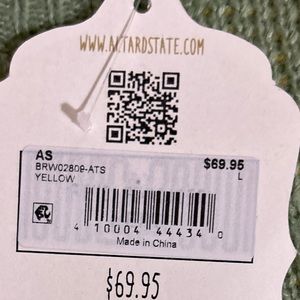 WWW.ALTARDSTATE.COM
AS
$69.95
BRW02809-ATS
YELLOW
L
4 10004 44434 0
Made in China
$69.95